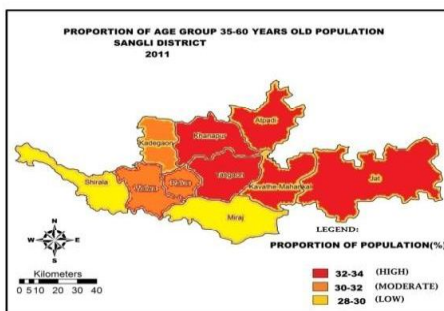 PROPORTION OF AGE GROUP 35-60 YEARS OLD POPULATION
SANGLI DISTRICT
2011
Atpadi
Khanapur
Kadegaon
Tasgaon
Shirala
Walwa
Palus
Kavathe-Mahankal
Jat
Miraj
N
W
E
S
LEGEND:
PROPORTION OF POPULATION(%)
Kilometers
0 5 10 20 30 40
32-34 (HIGH)
30-32 (MODERATE)
28-30 (LOW)